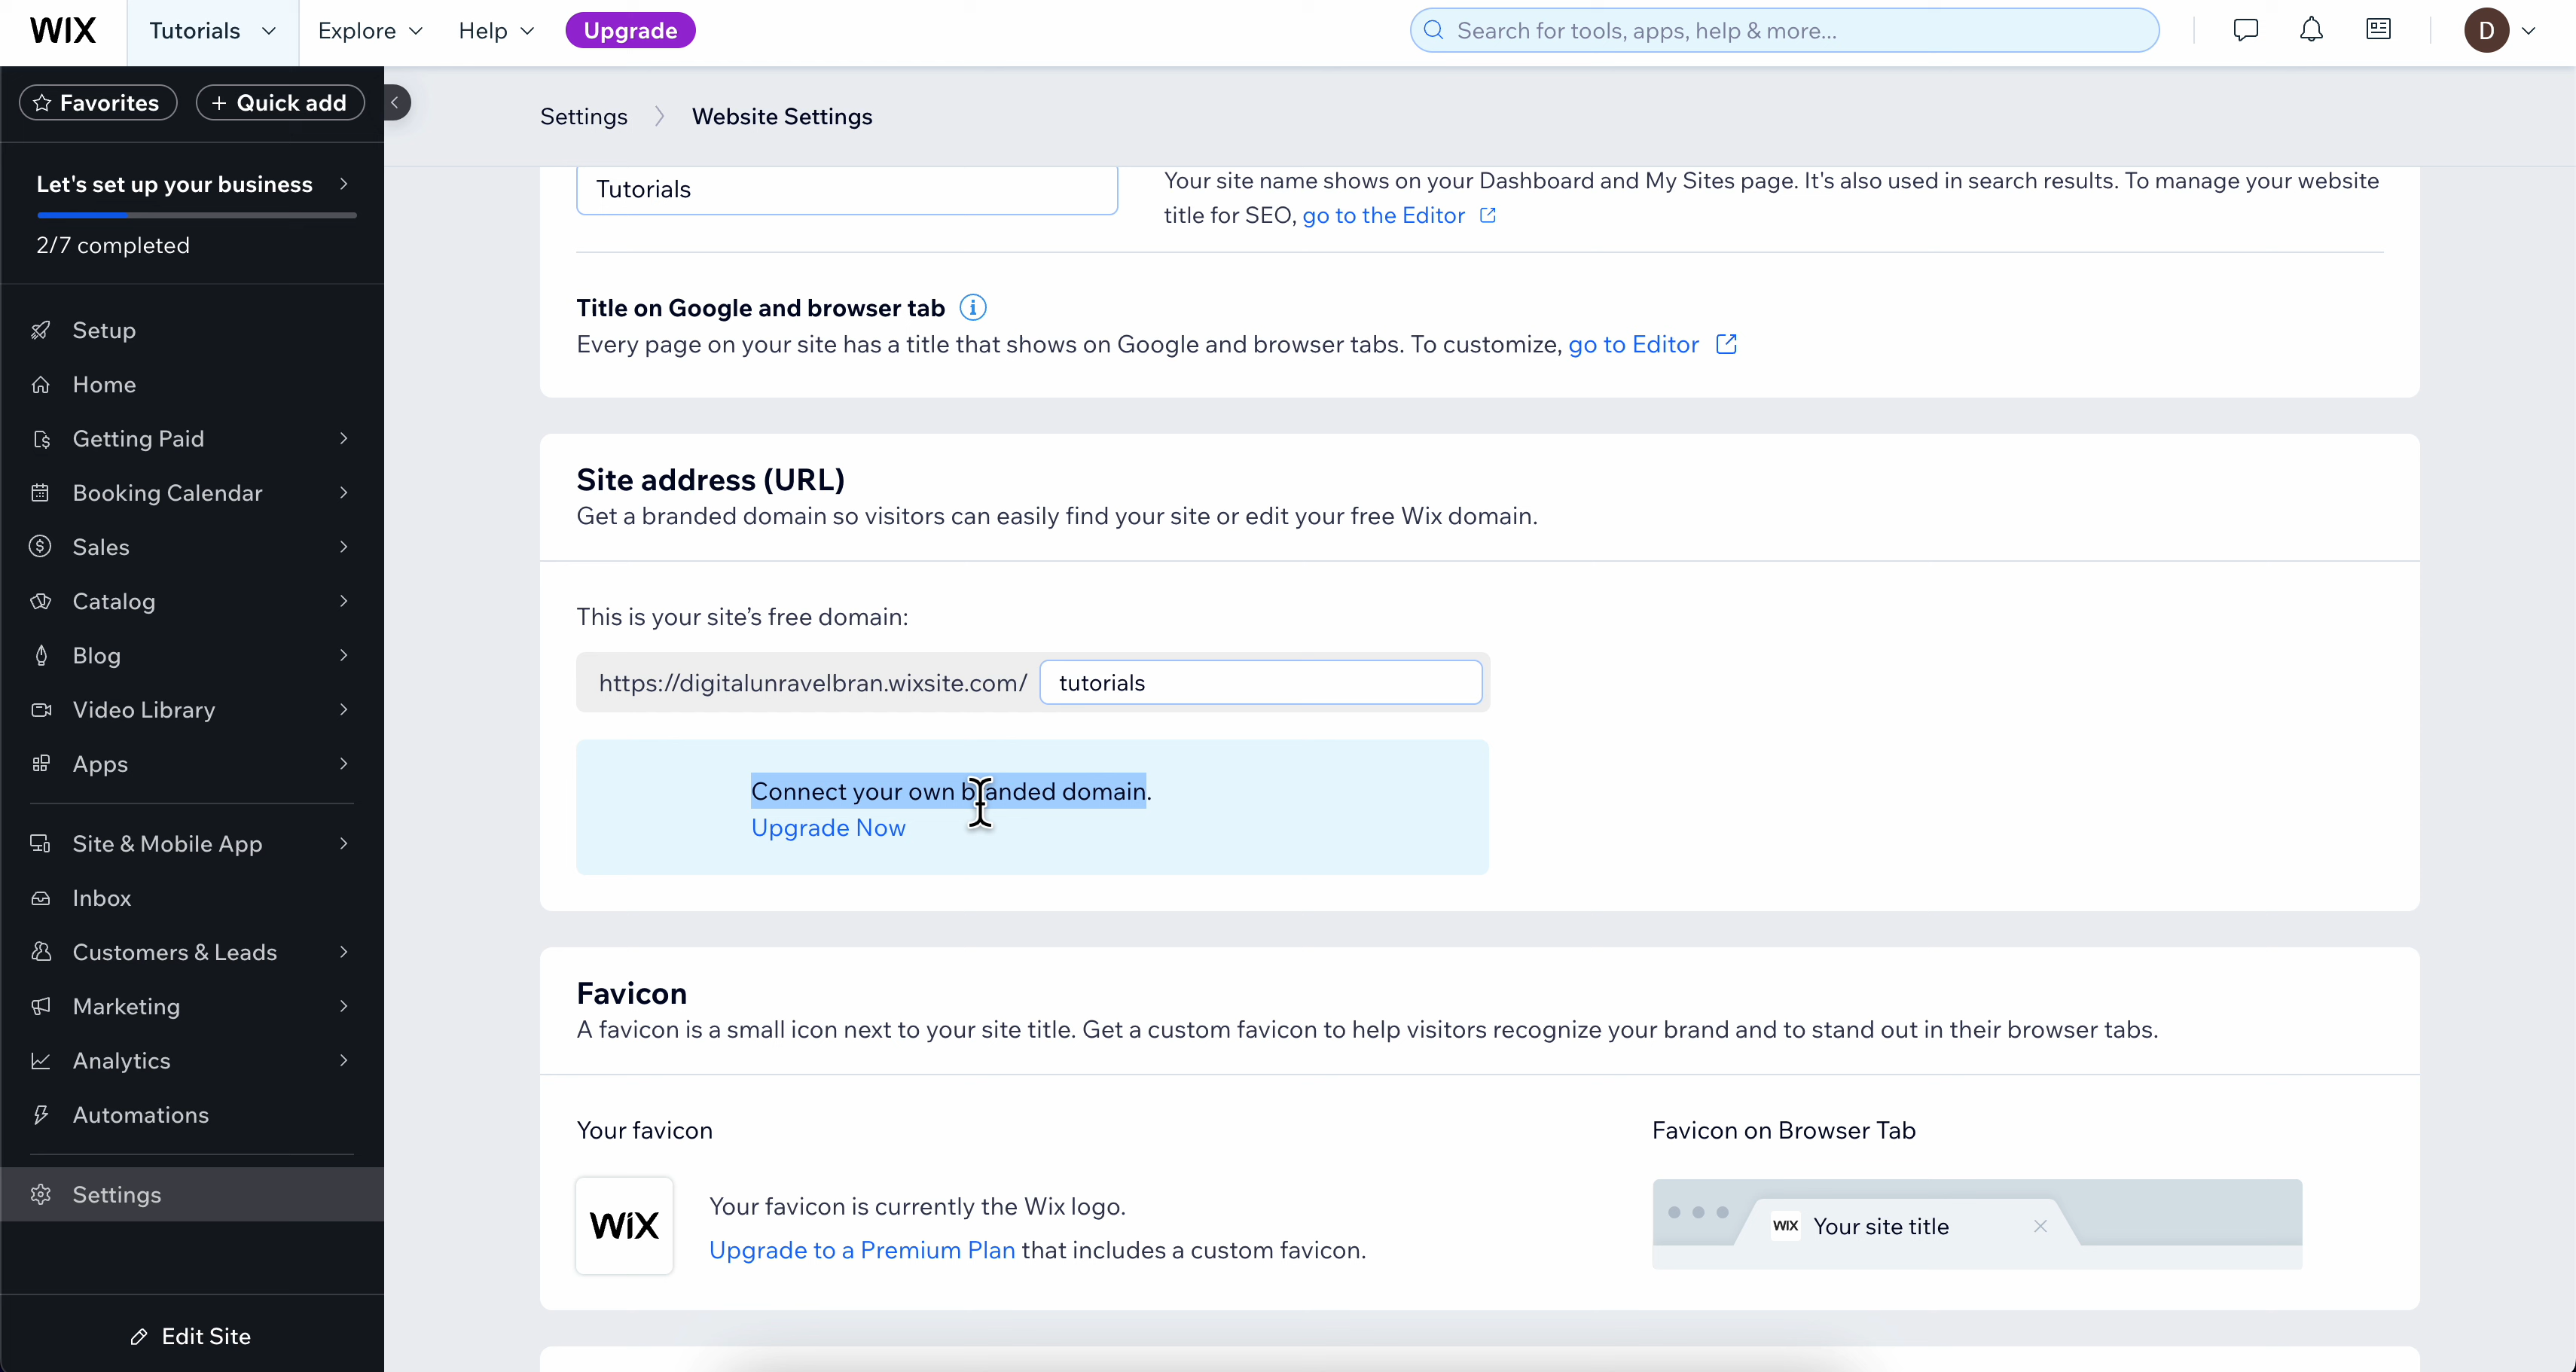 WIX
Tutorials
Explore
Help
Upgrade
Search for tools, apps, help & more...
D
Favorites
+ Quick add
Let's set up your business
2/7 completed
Setup
Home
Getting Paid
Booking Calendar
Sales
Catalog
Blog
Video Library
Apps
Site & Mobile App
Inbox
Customers & Leads
Marketing
Analytics
Automations
Settings
Edit Site
Settings > Website Settings
Tutorials
Your site name shows on your Dashboard and My Sites page. It's also used in search results. To manage your website
title for SEO, go to the Editor
Title on Google and browser tab
Every page on your site has a title that shows on Google and browser tabs. To customize, go to Editor
Site address (URL)
Get a branded domain so visitors can easily find your site or edit your free Wix domain.
This is your site’s free domain:
https://digitalunravelbran.wixsite.com/ tutorials
Connect your own branded domain.
Upgrade Now
Favicon
A favicon is a small icon next to your site title. Get a custom favicon to help visitors recognize your brand and to stand out in their browser tabs.
Your favicon
WiX
Your favicon is currently the Wix logo.
Upgrade to a Premium Plan that includes a custom favicon.
Favicon on Browser Tab
WIX Your site title